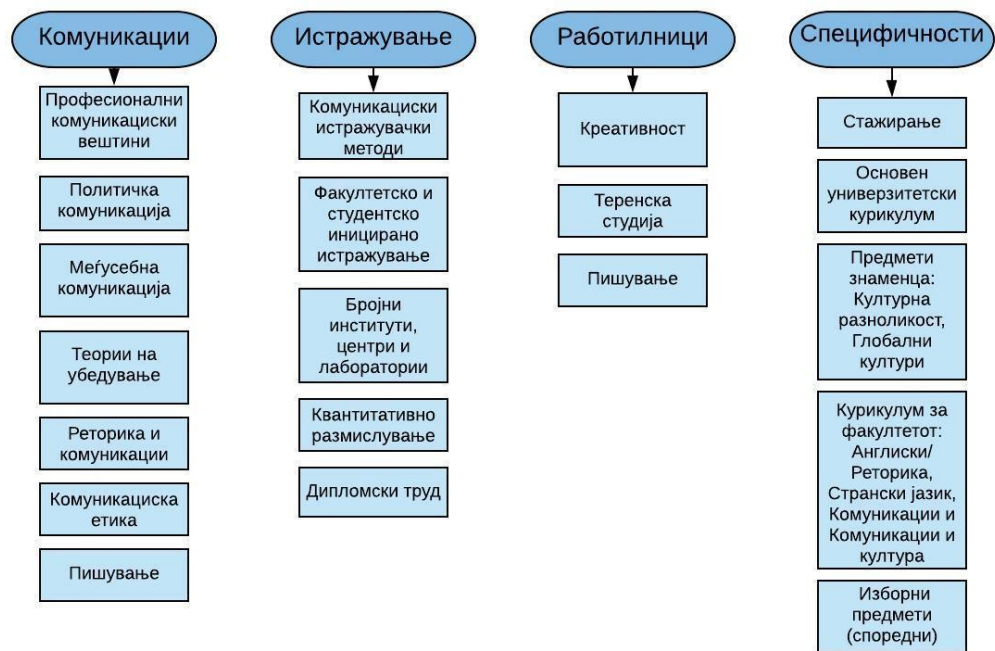 Комуникации
Професионални
комуникациски
вештини
Политичка
комуникација
Меѓусебна
комуникација
Теории на
убедување
Реторика и
комуникации
Комуникациска
етика
Пишување
Истражување
Комуникациски
истражувачки
методи
Факултетско и
студентско
иницирано
истражување
Бројни
институти,
центри и
лаборатории
Квантитативно
размислување
Дипломски труд
Работилници
Креативност
Теренска
студија
Пишување
Специфичности
Стажирање
Основен
универзитетски
курикулум
Предмети
знаменца:
Културна
разноликост,
Глобални
култури
Курикулум за
факултетот:
Англиски/
Реторика,
Странски јазик,
Комуникации и
Комуникации и
култура
Изборни
предмети
(споредни)